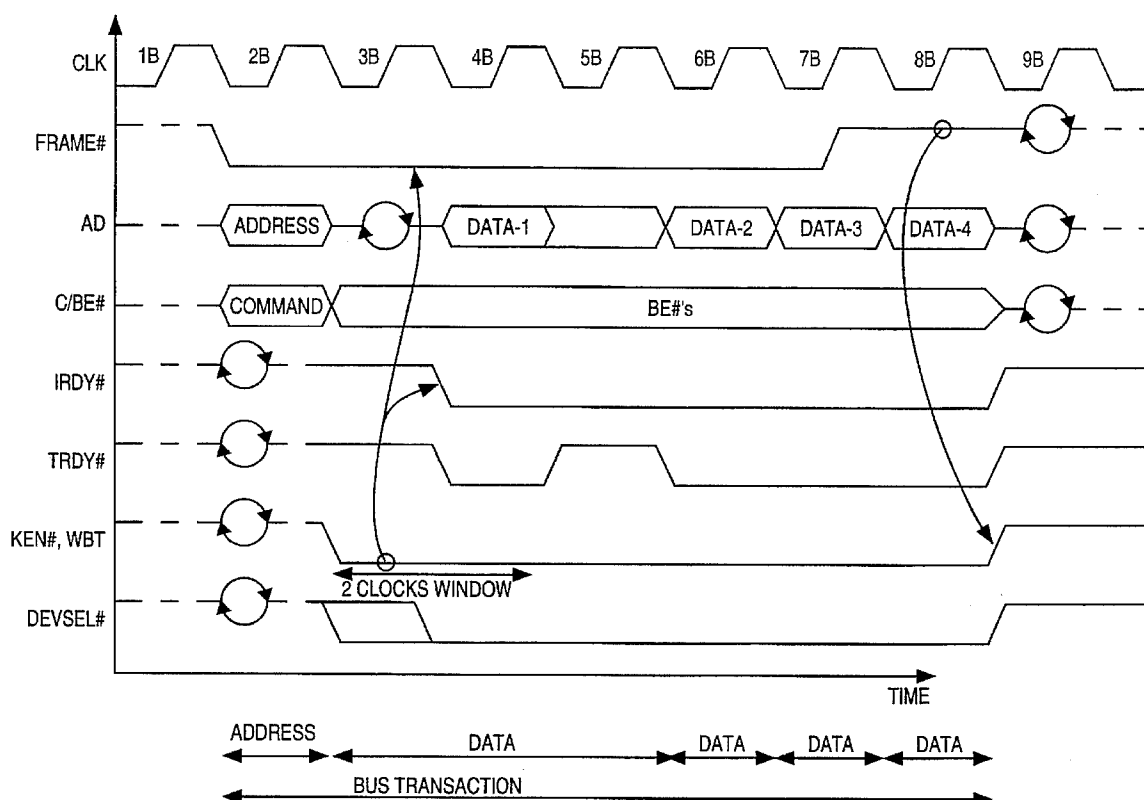 CLK 1B 2B 3B 4B 5B 6B 7B 8B 9B
FRAME#
AD ADDRESS DATA-1 DATA-2 DATA-3 DATA-4
C/BE# COMMAND BE#'s
IRDY#
TRDY#
KEN#, WBT
2 CLOCKS WINDOW
DEVSEL#
TIME
ADDRESS DATA DATA DATA DATA
BUS TRANSACTION